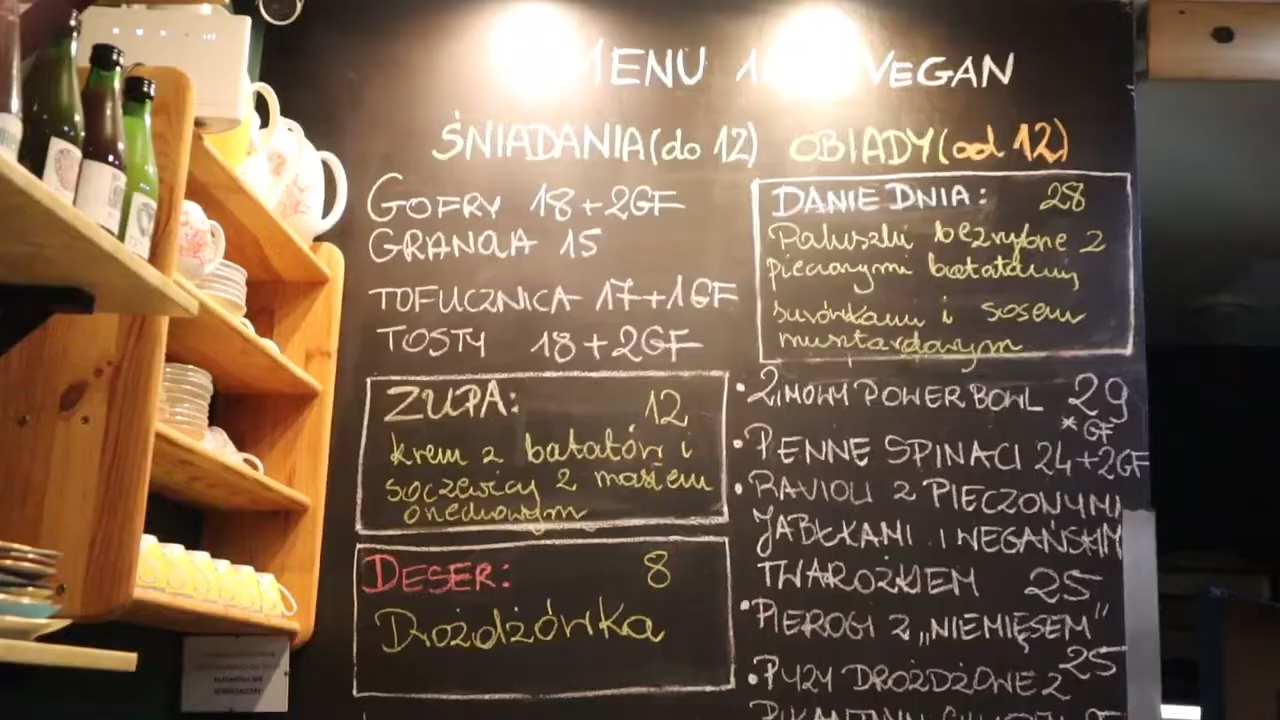 MENU 100% VEGAN
ŚNIADANIA (do 12)
GOFRY 18+2GF
GRANOLA 15
TOFUCZNICA 17+1GF
TOSTY 18+2GF
ZUPA: 12
krem z batatów i
soczewicy z masłem
orzechowym
DESER: 8
Drożdżówka
OBIADY (od 12)
DANIE DNIA: 28
Paluszki bezrybne z
pieczonymi batatami,
surówkami i sosem
musztardowym
• ZIMOWY POWER BOWL 29
*GF
• PENNE SPINACI 24+2GF
• RAVIOLI Z PIECZONYMI
JABŁKAMI I WEGAŃSKIM
TWAROŻKIEM 25
• PIEROGI Z „NIEMIĘSEM"
25
• PYZY DROŻDŻOWE Z